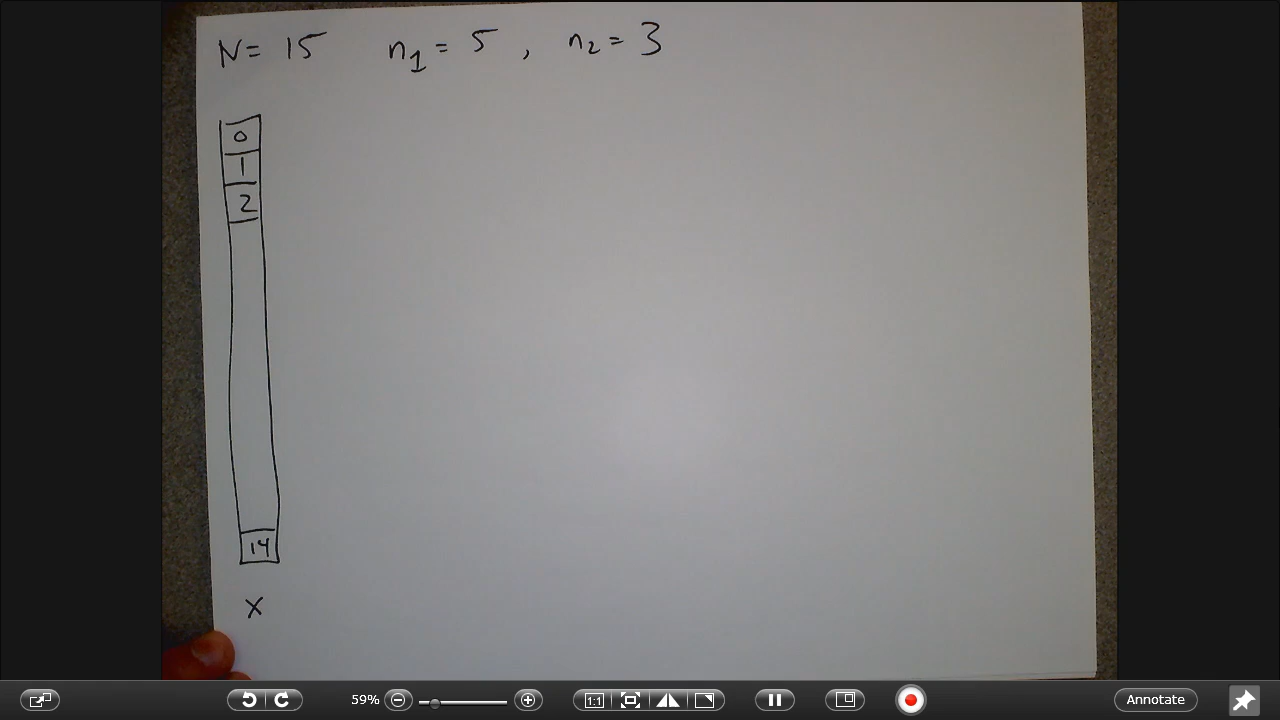 N = 15 n₁ = 5 , n₂ = 3
0
1
2
14
x
59%
1:1
Annotate